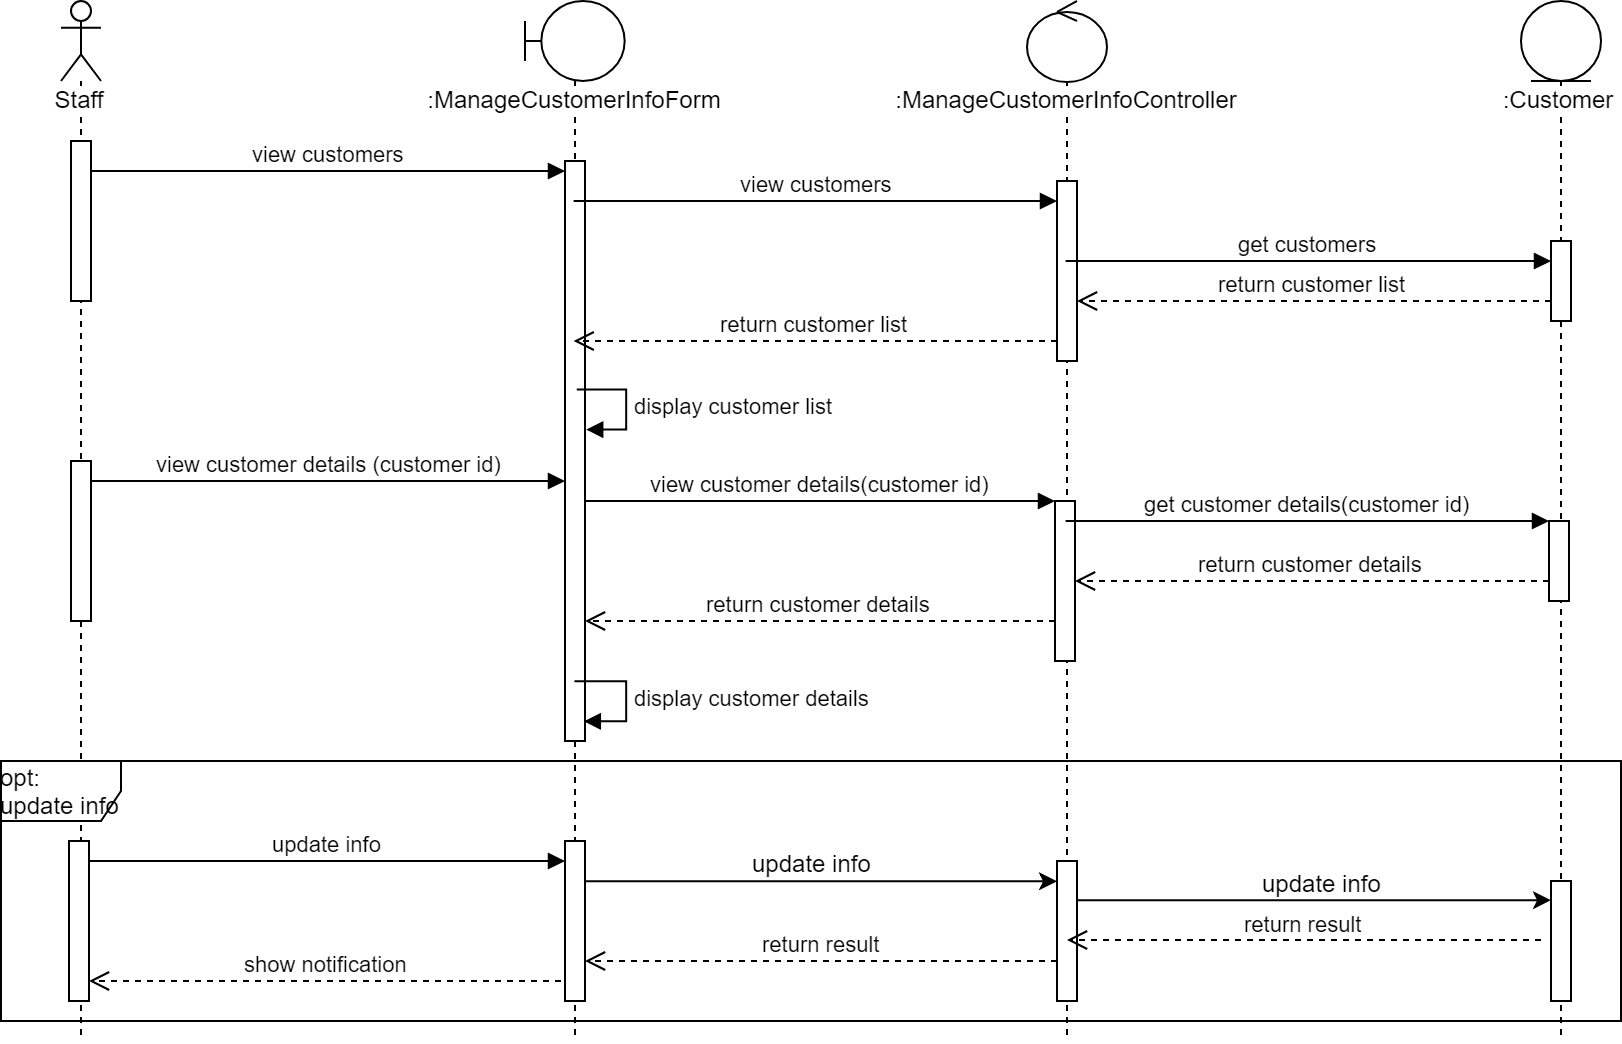 Staff
:ManageCustomerInfoForm
:ManageCustomerInfoController
:Customer
view customers
view customers
get customers
return customer list
return customer list
display customer list
view customer details (customer id)
view customer details(customer id)
get customer details(customer id)
return customer details
return customer details
display customer details
opt:
update info
update info
update info
update info
return result
return result
show notification